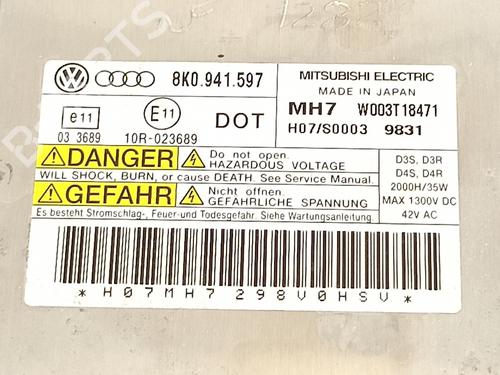 8K0.941.597
MITSUBISHI ELECTRIC
MADE IN JAPAN
MH7 W003T18471
H07/S0003 9831
e11
E11
DOT
03 3689
10R-023689
DANGER
Do not open.
HAZARDOUS VOLTAGE
WILL SHOCK, BURN, or cause DEATH. See Service Manual.
GEFAHR
Nicht öffnen.
GEFÄHRLICHE SPANNUNG
Es besteht Stromschlag-, Feuer-und Todesgefahr. Siehe Wartungsanleitung.
D3S, D3R
D4S, D4R
2000H/35W
MAX 1300V DC
42V AC
*H07MH7298V0HSV*